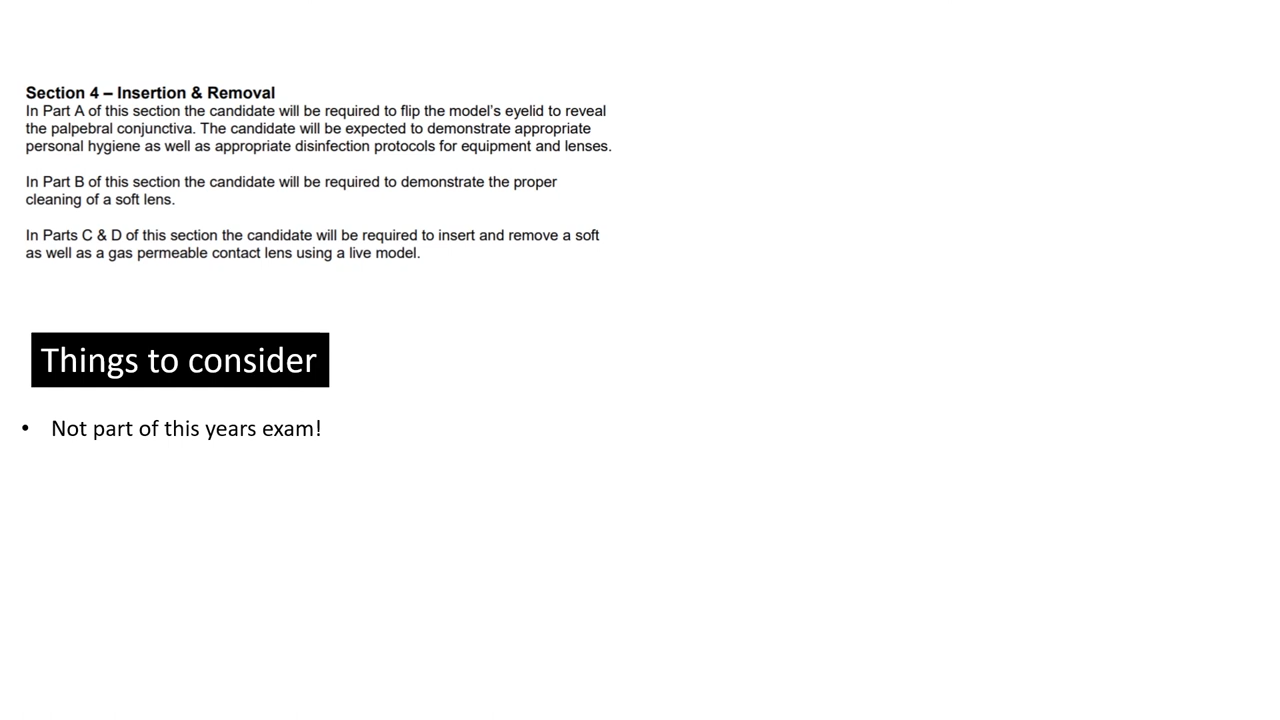 Section 4 – Insertion & Removal
In Part A of this section the candidate will be required to flip the model’s eyelid to reveal
the palpebral conjunctiva. The candidate will be expected to demonstrate appropriate
personal hygiene as well as appropriate disinfection protocols for equipment and lenses.
In Part B of this section the candidate will be required to demonstrate the proper
cleaning of a soft lens.
In Parts C & D of this section the candidate will be required to insert and remove a soft
as well as a gas permeable contact lens using a live model.
Things to consider
• Not part of this years exam!